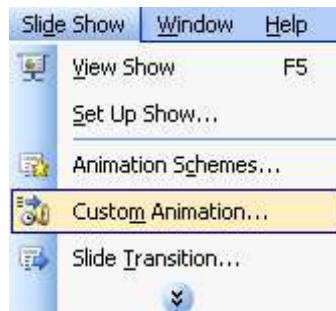 Slide Show Window Help
View Show F5
Set Up Show...
Animation Schemes...
Custom Animation...
Slide Transition...